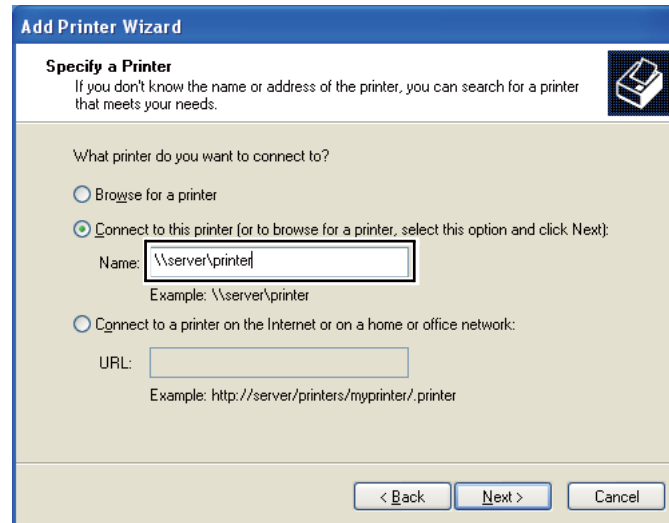 Add Printer Wizard
Specify a Printer
If you don't know the name or address of the printer, you can search for a printer
that meets your needs.
What printer do you want to connect to?
Browse for a printer
Connect to this printer (or to browse for a printer, select this option and click Next):
Name: \\server\printer
Example: \\server\printer
Connect to a printer on the Internet or on a home or office network:
URL:
Example: http://server/printers/myprinter/.printer
< Back Next > Cancel